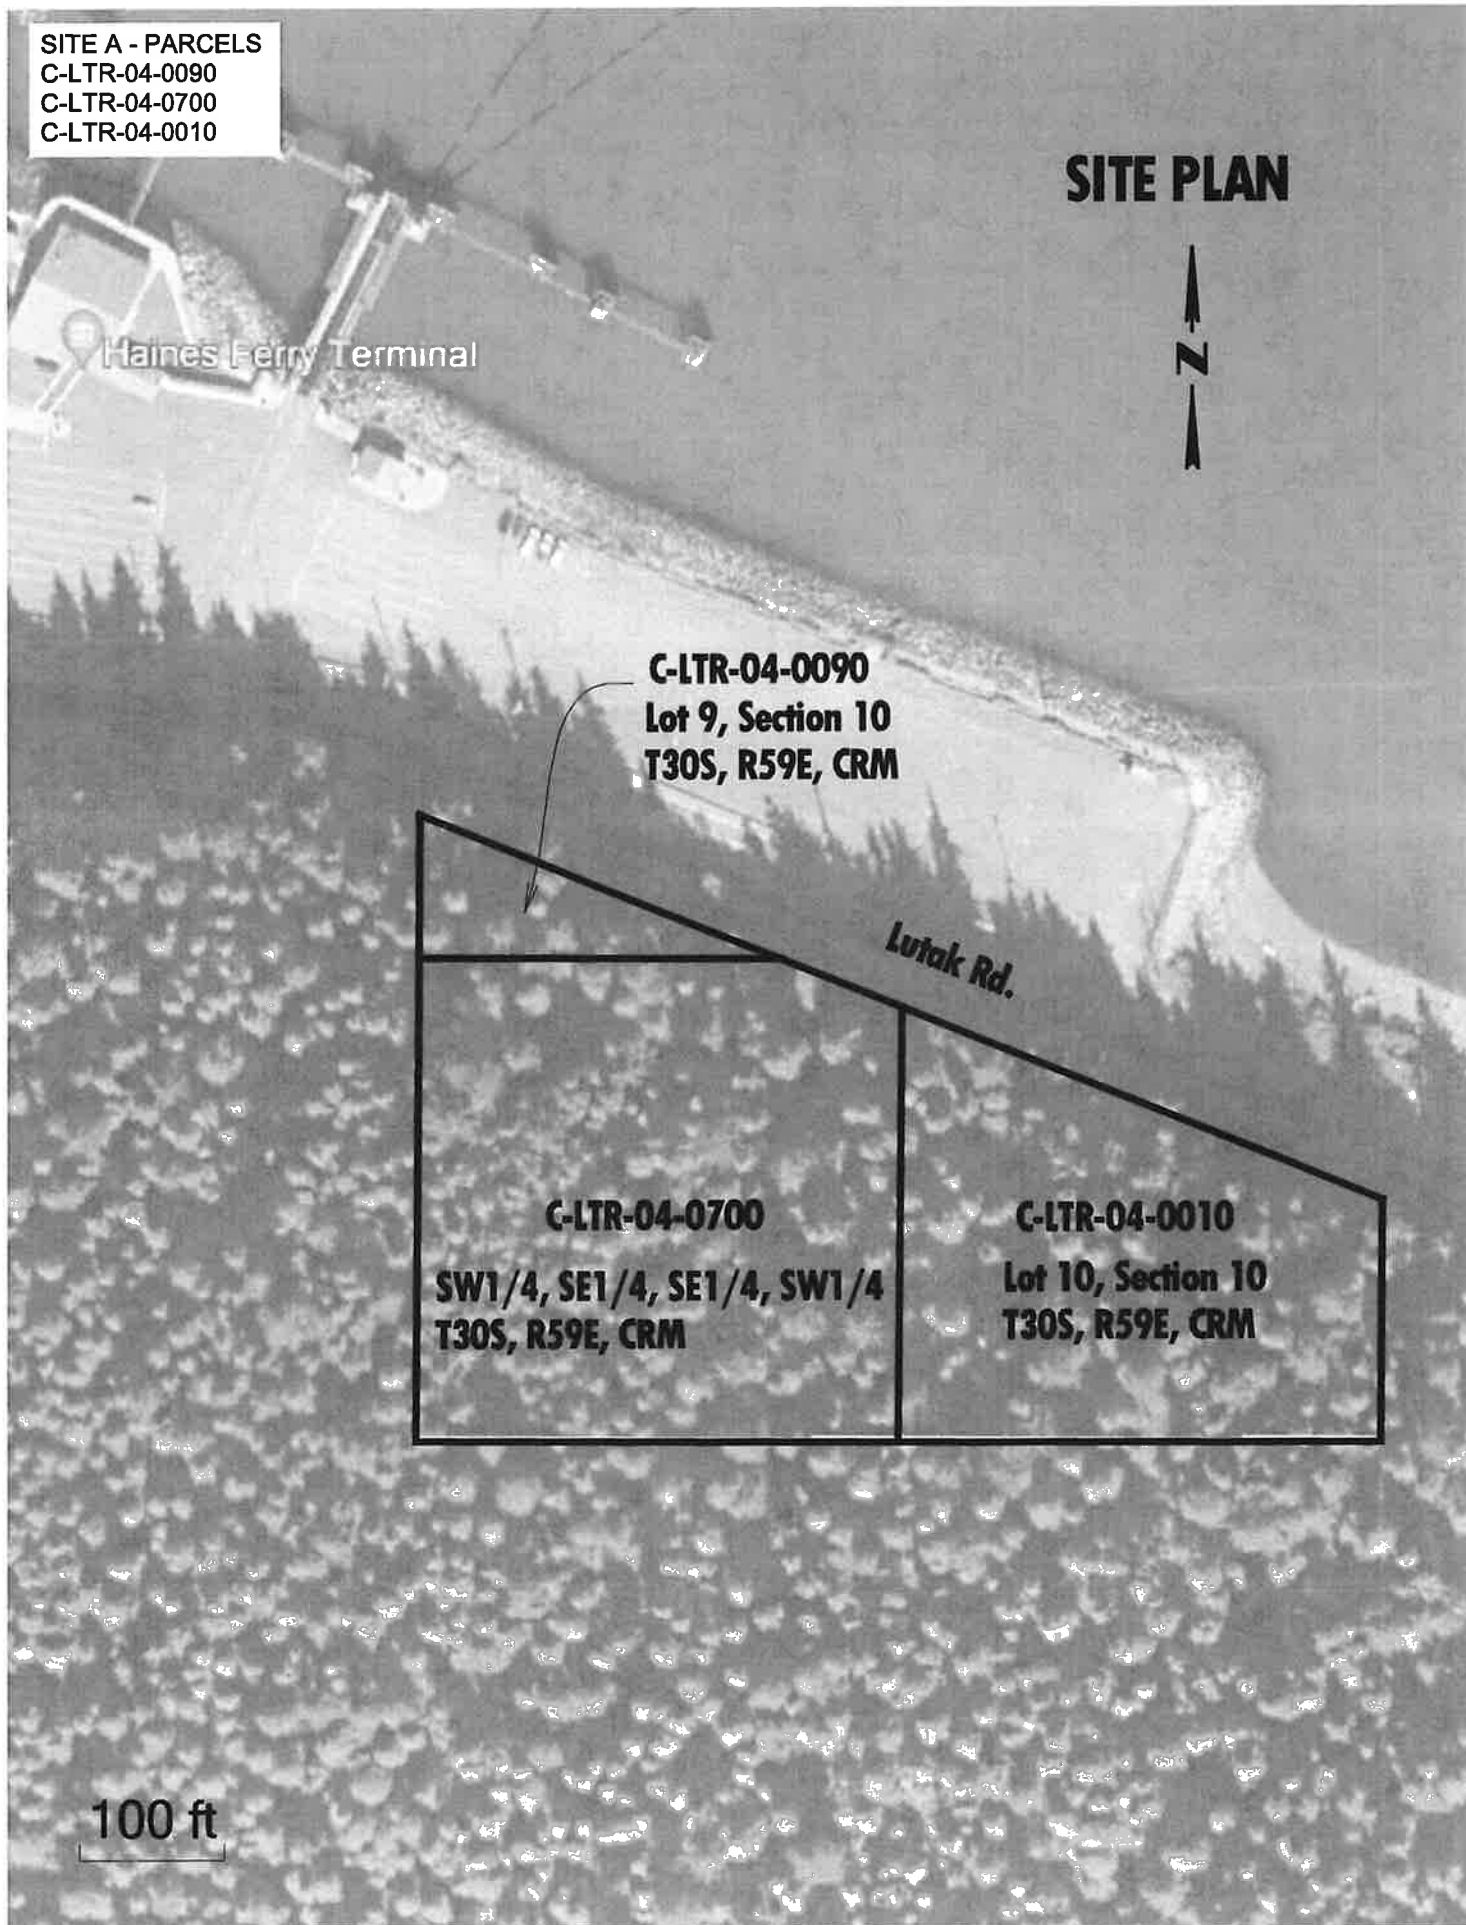 SITE A - PARCELS
C-LTR-04-0090
C-LTR-04-0700
C-LTR-04-0010
SITE PLAN
N
Haines Ferry Terminal
C-LTR-04-0090
Lot 9, Section 10
T30S, R59E, CRM
Lutak Rd.
C-LTR-04-0700
SW1/4, SE1/4, SE1/4, SW1/4
T30S, R59E, CRM
C-LTR-04-0010
Lot 10, Section 10
T30S, R59E, CRM
100 ft